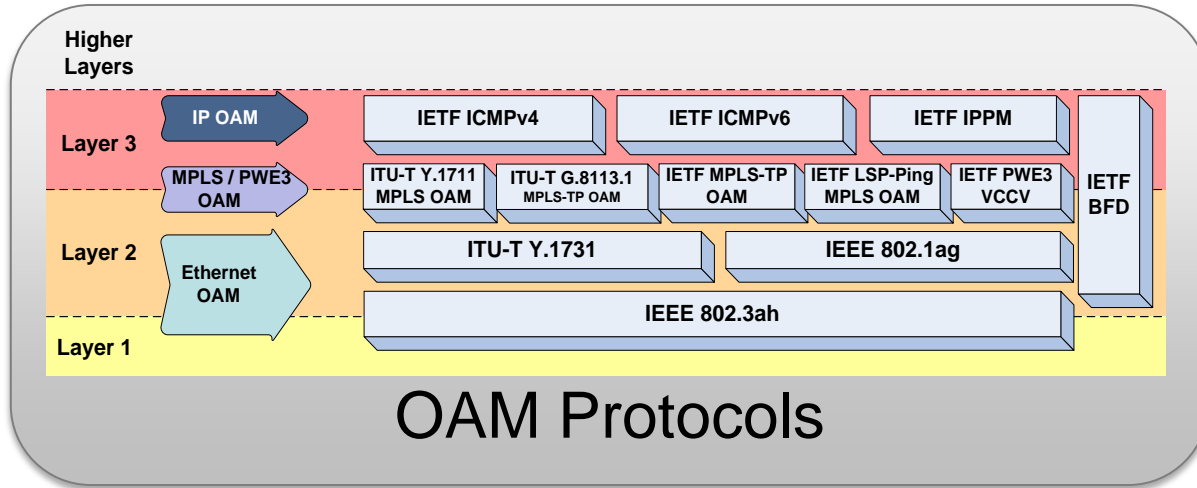 Higher
Layers
Layer 3
IP OAM
IETF ICMPv4
IETF ICMPv6
IETF IPPM
MPLS / PWE3
OAM
ITU-T Y.1711
MPLS OAM
ITU-T G.8113.1
MPLS-TP OAM
IETF MPLS-TP
OAM
IETF LSP-Ping
MPLS OAM
IETF PWE3
VCCV
IETF
BFD
Layer 2
Ethernet
OAM
ITU-T Y.1731
IEEE 802.1ag
IEEE 802.3ah
Layer 1
OAM Protocols